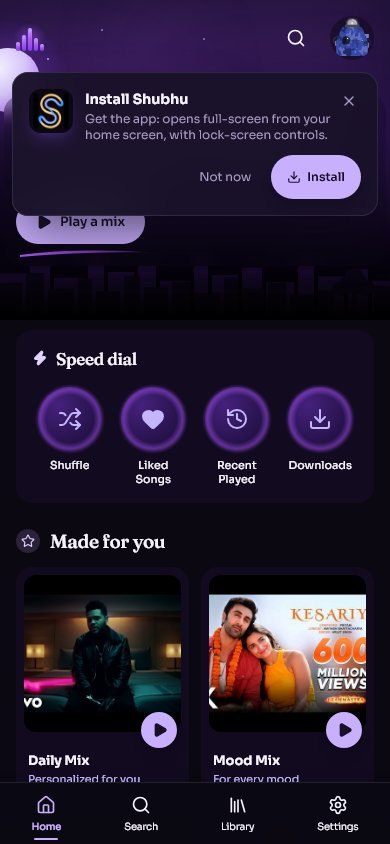 Install Shubhu
Get the app: opens full-screen from your
home screen, with lock-screen controls.
Not now
Install
Play a mix
Speed dial
Shuffle
Liked
Songs
Recent
Played
Downloads
Made for you
VO
KESARIY
600
MILLION
VIEWS
Daily Mix
Personalized for you
Mood Mix
For every mood
Home
Search
Library
Settings